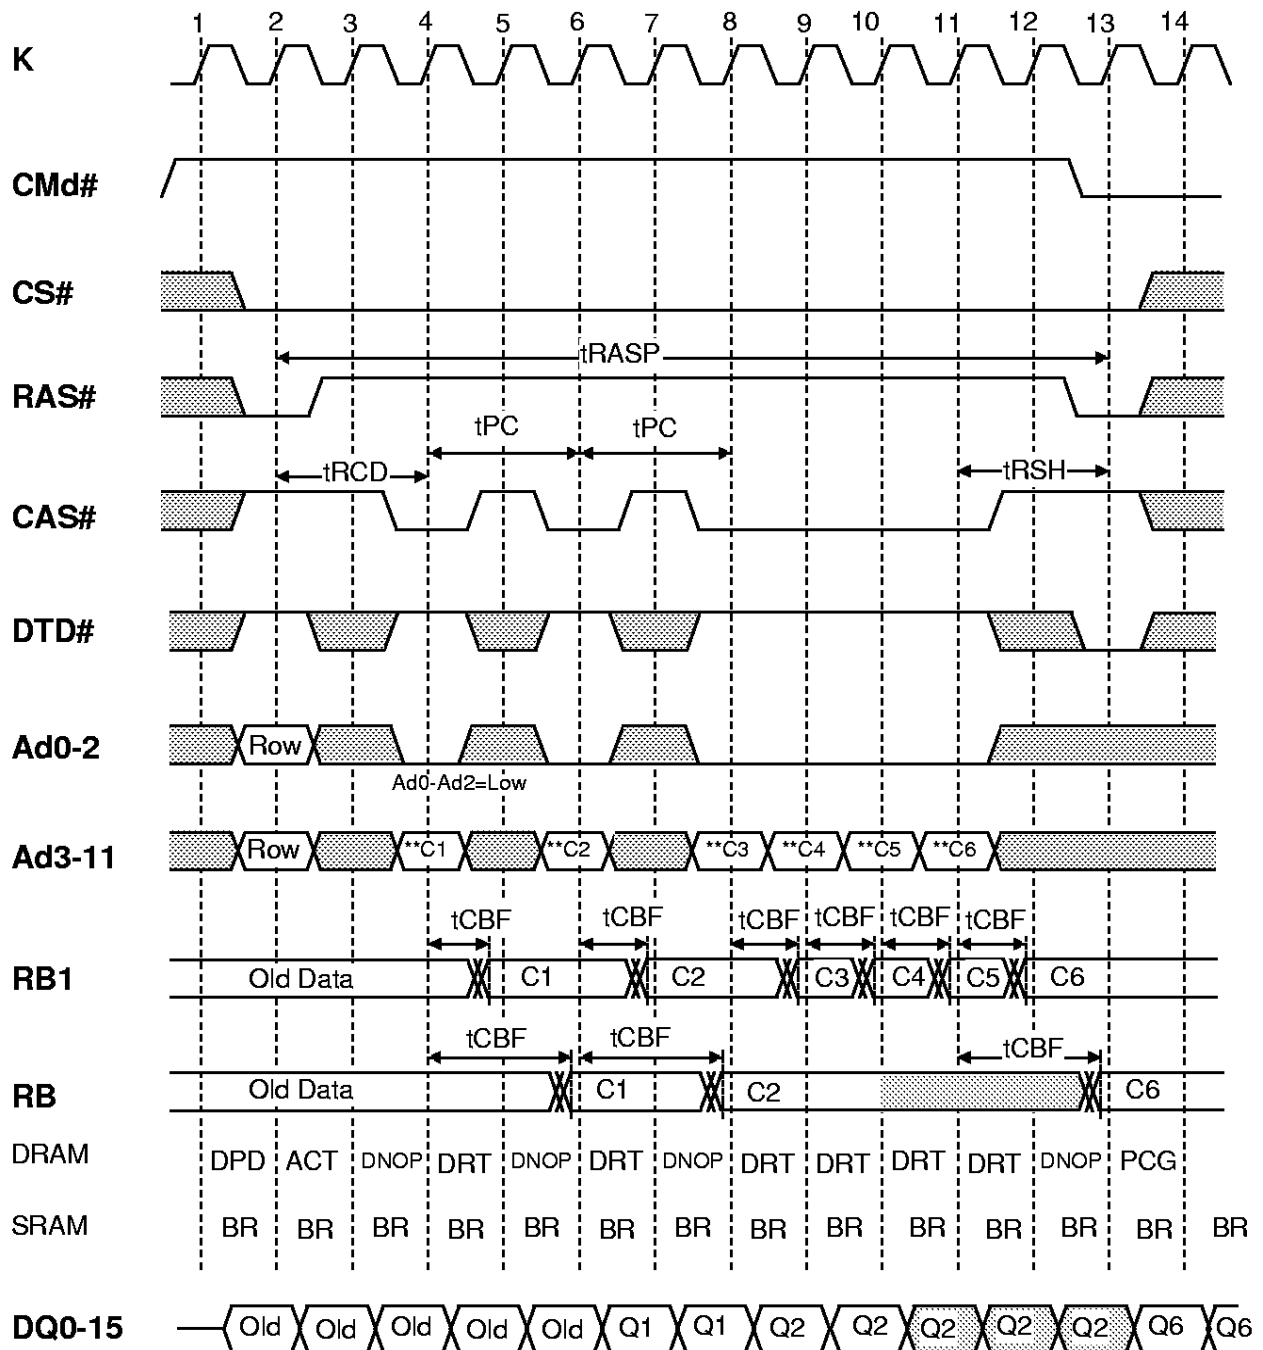 1 2 3 4 5 6 7 8 9 10 11 12 13 14
K
CMd#
CS#
tRASP
RAS#
tPC tPC
tRCD tRSH
CAS#
DTD#
Ad0-2 Row
Ad0-Ad2=Low
Ad3-11 Row **C1 **C2 **C3 **C4 **C5 **C6
tCBF tCBF tCBF tCBF tCBF tCBF
RB1 Old Data C1 C2 C3 C4 C5 C6
tCBF tCBF tCBF
RB Old Data C1 C2 C6
DRAM DPD ACT DNOP DRT DNOP DRT DNOP DRT DRT DRT DRT DNOP PCG
SRAM BR BR BR BR BR BR BR BR BR BR BR BR BR BR
DQ0-15 Old Old Old Old Old Q1 Q1 Q2 Q2 Q2 Q2 Q2 Q6 Q6